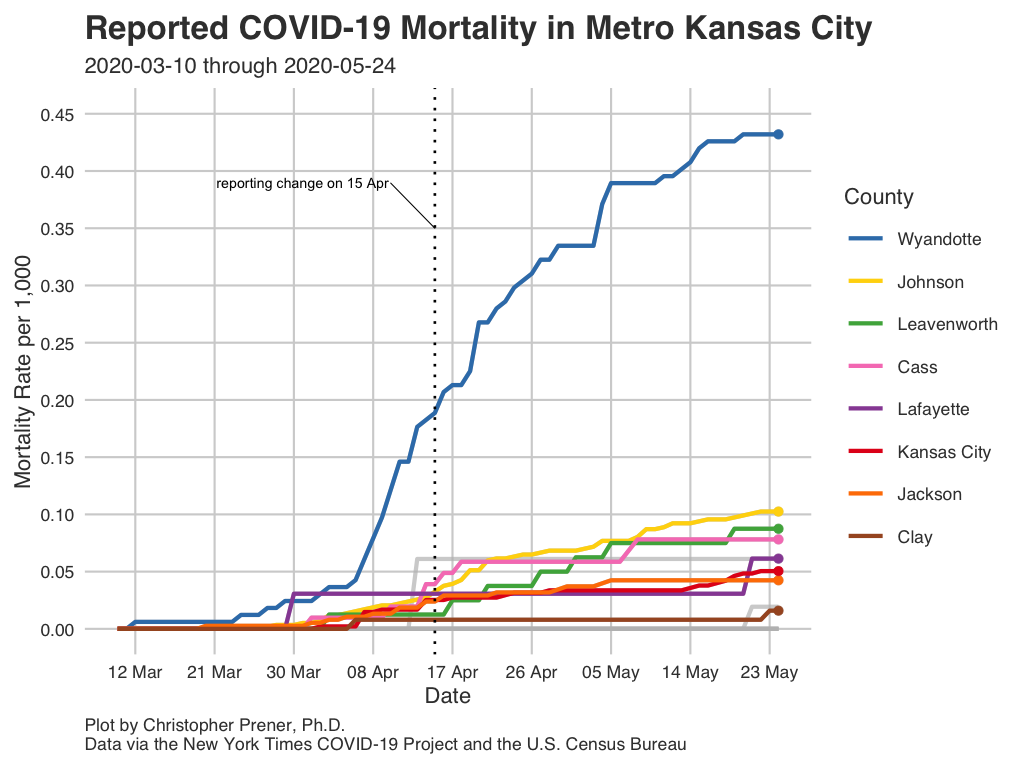 Reported COVID-19 Mortality in Metro Kansas City
2020-03-10 through 2020-05-24
Mortality Rate per 1,000
0.45
0.40
0.35
0.30
0.25
0.20
0.15
0.10
0.05
0.00
reporting change on 15 Apr
12 Mar
21 Mar
30 Mar
08 Apr
17 Apr
26 Apr
05 May
14 May
23 May
Date
County
Wyandotte
Johnson
Leavenworth
Cass
Lafayette
Kansas City
Jackson
Clay
Plot by Christopher Prener, Ph.D.
Data via the New York Times COVID-19 Project and the U.S. Census Bureau